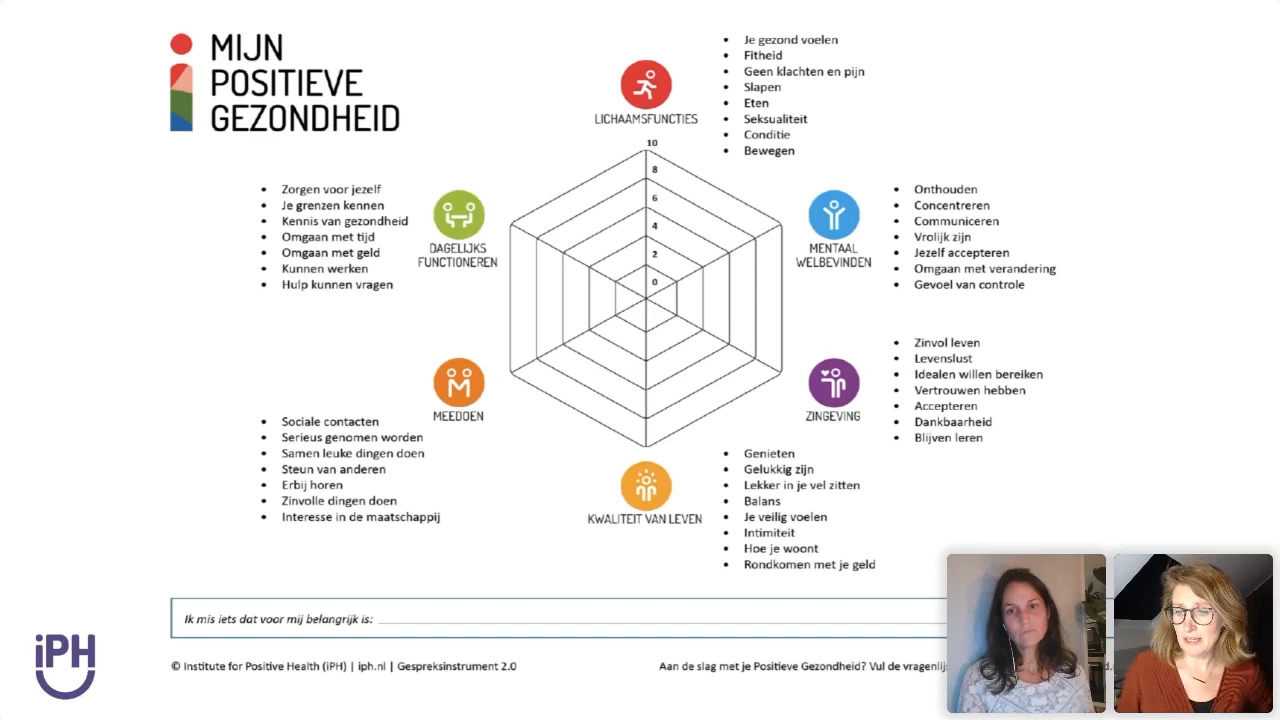 MIJN
POSITIEVE
GEZONDHEID
LICHAAMSFUNCTIES
• Je gezond voelen
• Fitheid
• Geen klachten en pijn
• Slapen
• Eten
• Seksualiteit
• Conditie
• Bewegen
10
8
6
4
2
0
• Zorgen voor jezelf
• Je grenzen kennen
• Kennis van gezondheid
• Omgaan met tijd
• Omgaan met geld
• Kunnen werken
• Hulp kunnen vragen
DAGELIJKS
FUNCTIONEREN
MENTAAL
WELBEVINDEN
• Onthouden
• Concentreren
• Communiceren
• Vrolijk zijn
• Jezelf accepteren
• Omgaan met verandering
• Gevoel van controle
MEEDOEN
• Sociale contacten
• Serieus genomen worden
• Samen leuke dingen doen
• Steun van anderen
• Erbij horen
• Zinvolle dingen doen
• Interesse in de maatschappij
ZINGEVING
• Zinvol leven
• Levenslust
• Idealen willen bereiken
• Vertrouwen hebben
• Accepteren
• Dankbaarheid
• Blijven leren
KWALITEIT VAN LEVEN
• Genieten
• Gelukkig zijn
• Lekker in je vel zitten
• Balans
• Je veilig voelen
• Intimiteit
• Hoe je woont
• Rondkomen met je geld
Ik mis iets dat voor mij belangrijk is:
iPH
© Institute for Positive Health (iPH) | iph.nl | Gespreksinstrument 2.0
Aan de slag met je Positieve Gezondheid? Vul de